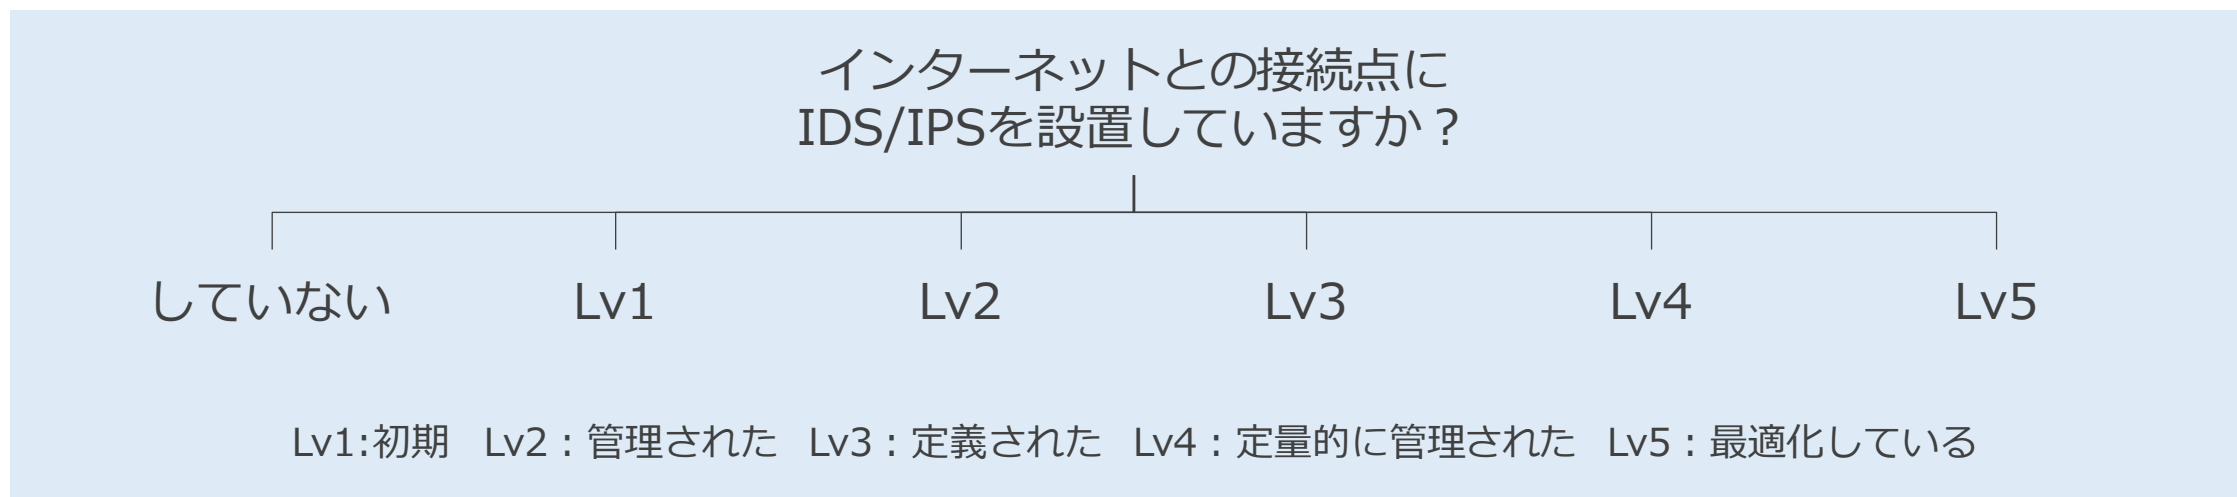 インターネットとの接続点に
IDS/IPSを設置していますか？
していない Lv1 Lv2 Lv3 Lv4 Lv5
Lv1:初期 Lv2：管理された Lv3：定義された Lv4：定量的に管理された Lv5：最適化している